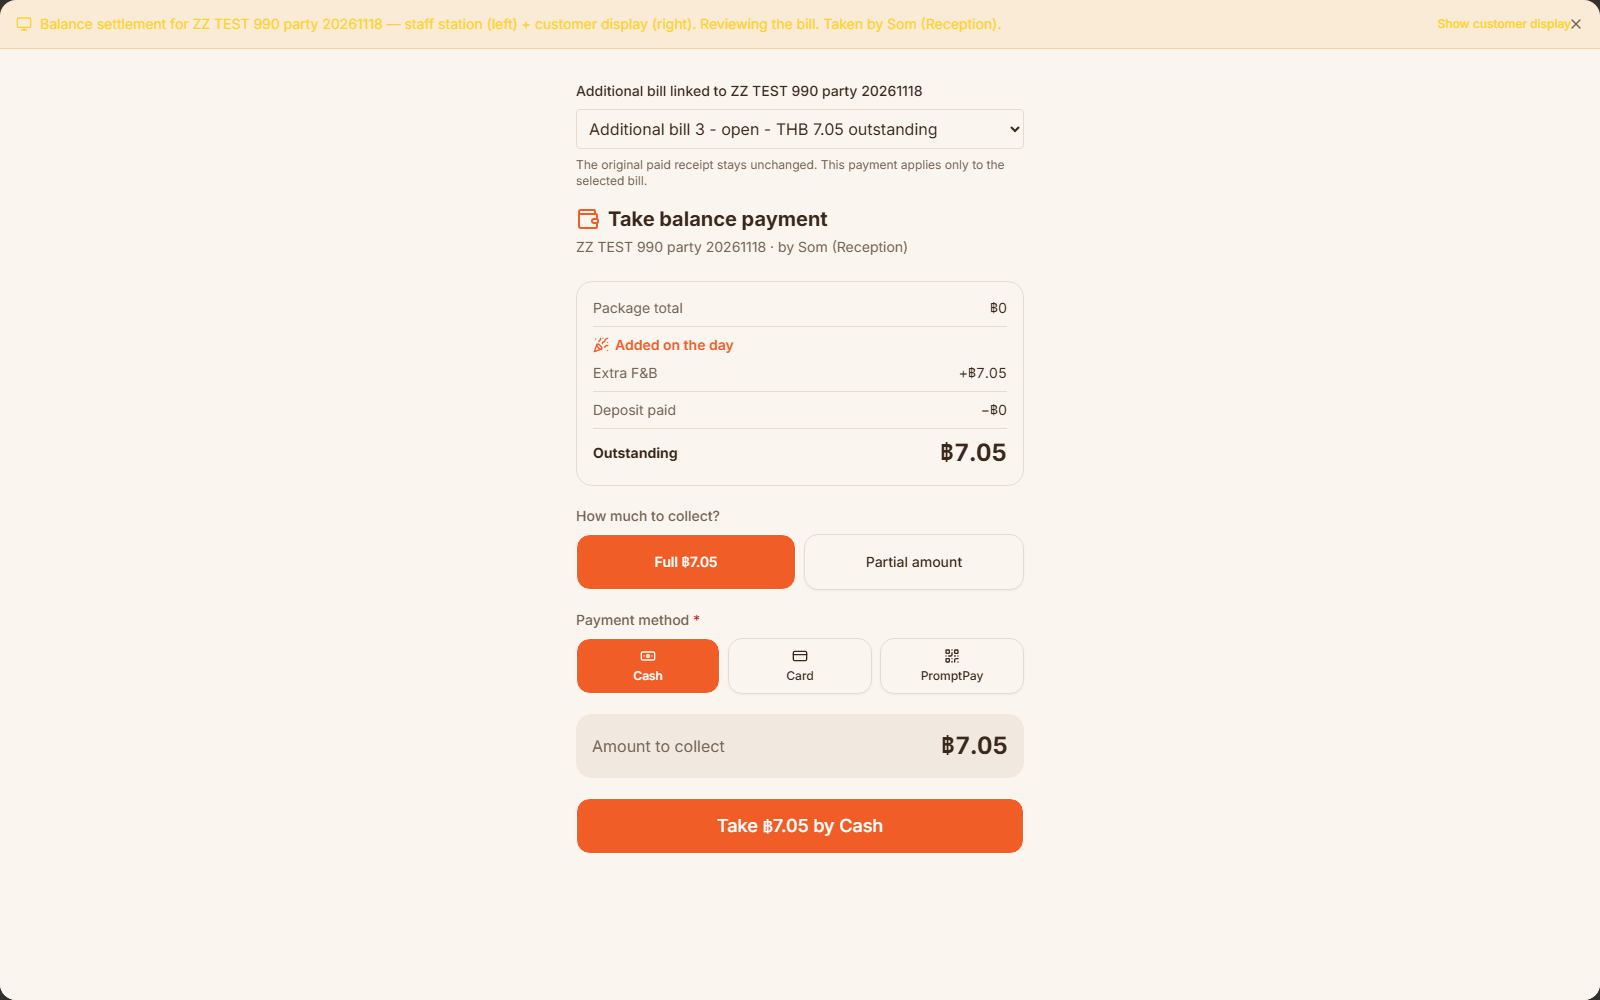 Balance settlement for ZZ TEST 990 party 20261118 — staff station (left) + customer display (right). Reviewing the bill. Taken by Som (Reception).
Show customer display
Additional bill linked to ZZ TEST 990 party 20261118
Additional bill 3 - open - THB 7.05 outstanding
The original paid receipt stays unchanged. This payment applies only to the
selected bill.
Take balance payment
ZZ TEST 990 party 20261118 · by Som (Reception)
Package total ฿0
Added on the day
Extra F&B +฿7.05
Deposit paid −฿0
Outstanding ฿7.05
How much to collect?
Full ฿7.05
Partial amount
Payment method *
Cash
Card
PromptPay
Amount to collect ฿7.05
Take ฿7.05 by Cash